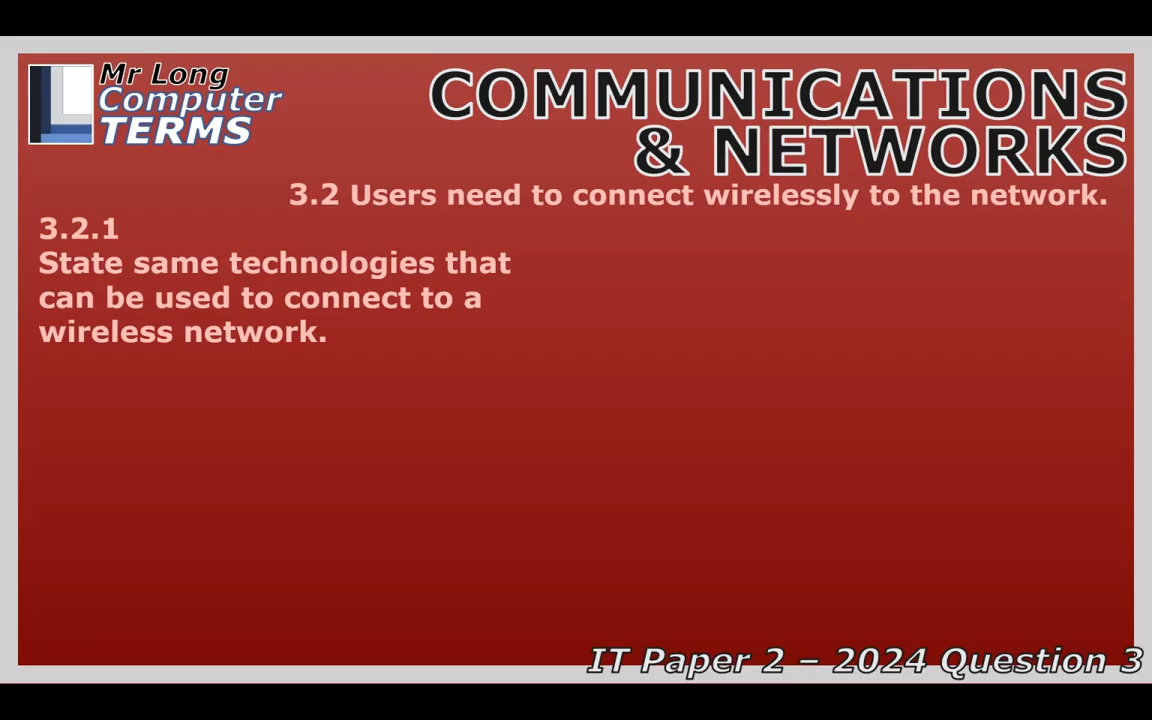 Mr Long
Computer
TERMS
COMMUNICATIONS
& NETWORKS
3.2 Users need to connect wirelessly to the network.
3.2.1
State same technologies that
can be used to connect to a
wireless network.
IT Paper 2 – 2024 Question 3